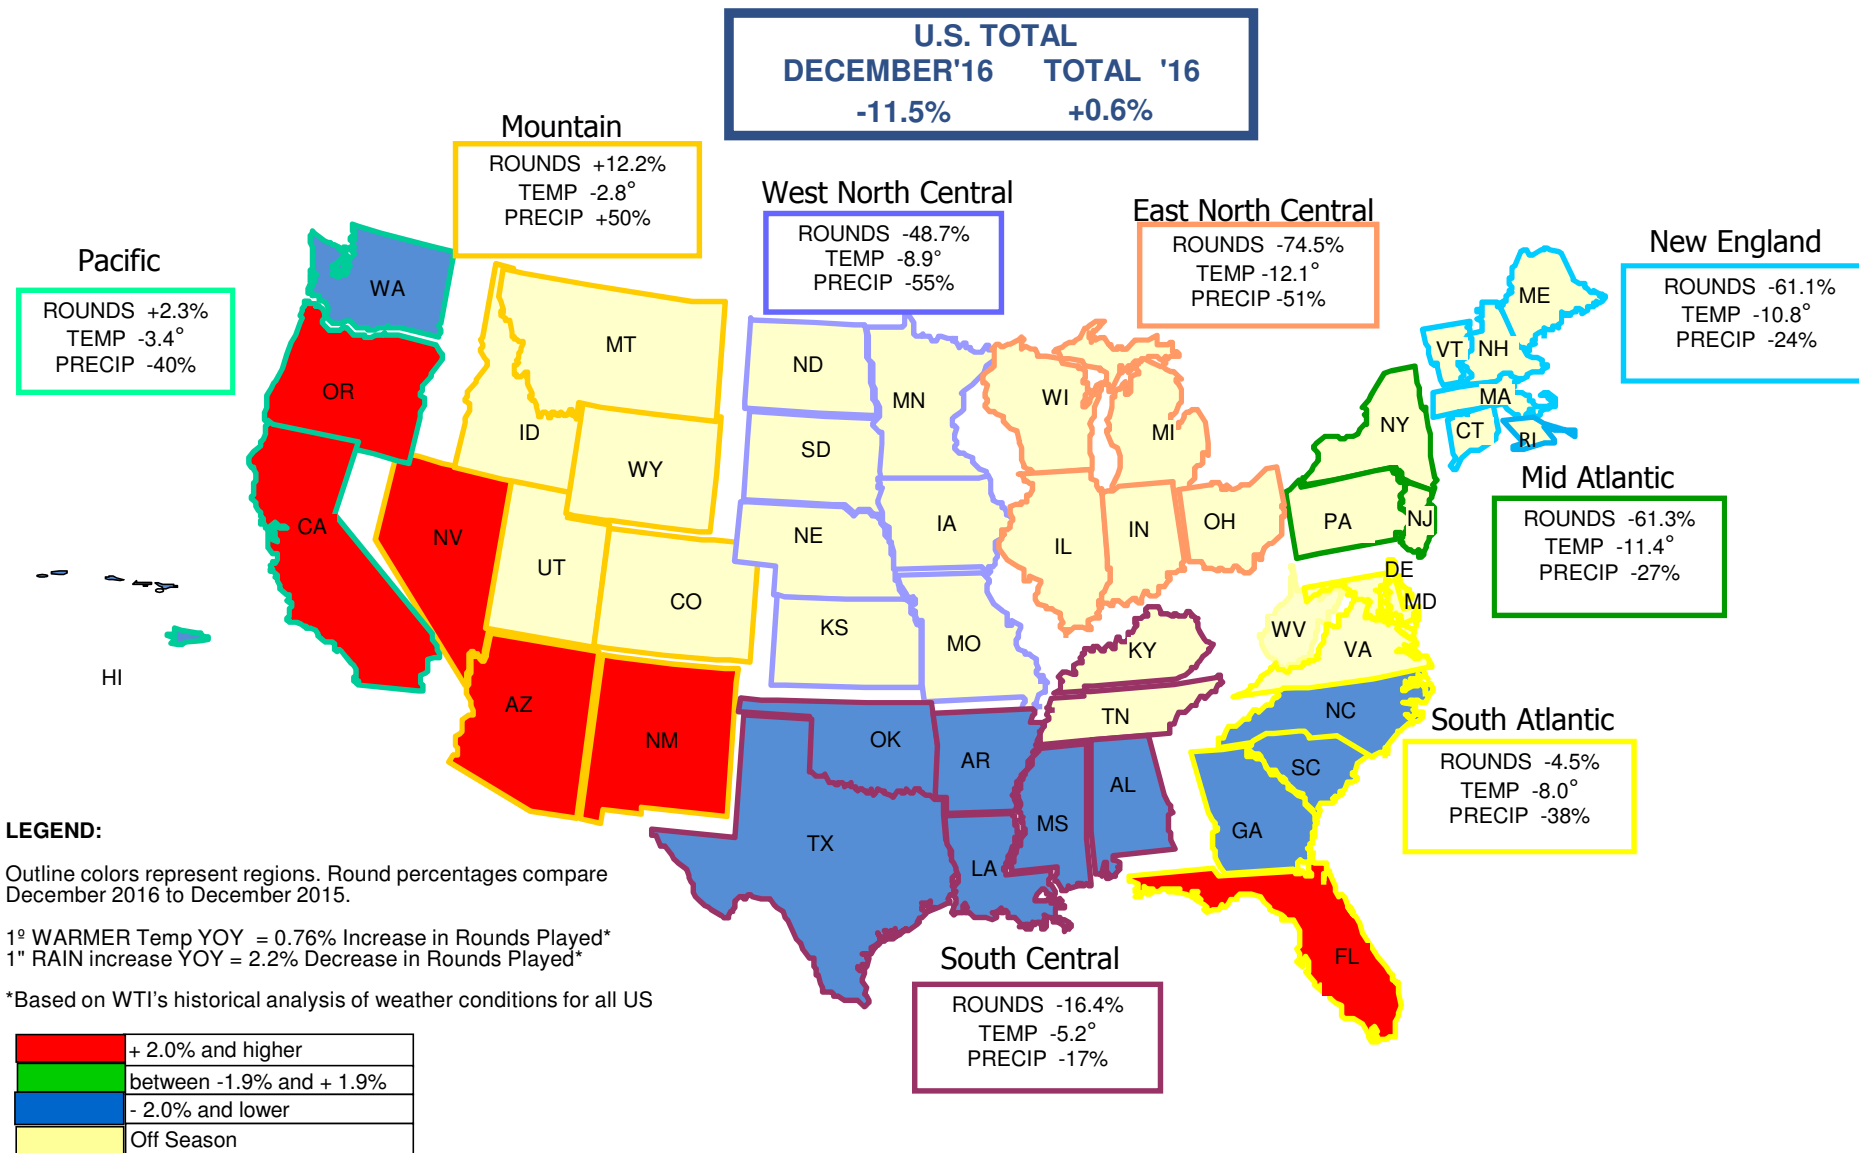 U.S. TOTAL
DECEMBER'16 TOTAL '16
-11.5% +0.6%
Mountain
ROUNDS +12.2%
TEMP -2.8°
PRECIP +50%
West North Central
ROUNDS -48.7%
TEMP -8.9°
PRECIP -55%
East North Central
ROUNDS -74.5%
TEMP -12.1°
PRECIP -51%
New England
ROUNDS -61.1%
TEMP -10.8°
PRECIP -24%
Pacific
ROUNDS +2.3%
TEMP -3.4°
PRECIP -40%
Mid Atlantic
ROUNDS -61.3%
TEMP -11.4°
PRECIP -27%
South Atlantic
ROUNDS -4.5%
TEMP -8.0°
PRECIP -38%
South Central
ROUNDS -16.4%
TEMP -5.2°
PRECIP -17%
WA
OR
CA
HI
MT
ID
WY
NV
UT
CO
AZ
NM
ND
SD
NE
KS
MN
IA
MO
WI
MI
IL
IN
OH
KY
TN
OK
TX
AR
LA
MS
AL
ME
VT
NH
MA
CT
RI
NY
PA
NJ
DE
MD
WV
VA
NC
SC
GA
FL
LEGEND:
Outline colors represent regions. Round percentages compare
December 2016 to December 2015.
1º WARMER Temp YOY = 0.76% Increase in Rounds Played*
1" RAIN increase YOY = 2.2% Decrease in Rounds Played*
*Based on WTI's historical analysis of weather conditions for all US
+ 2.0% and higher
between -1.9% and + 1.9%
- 2.0% and lower
Off Season